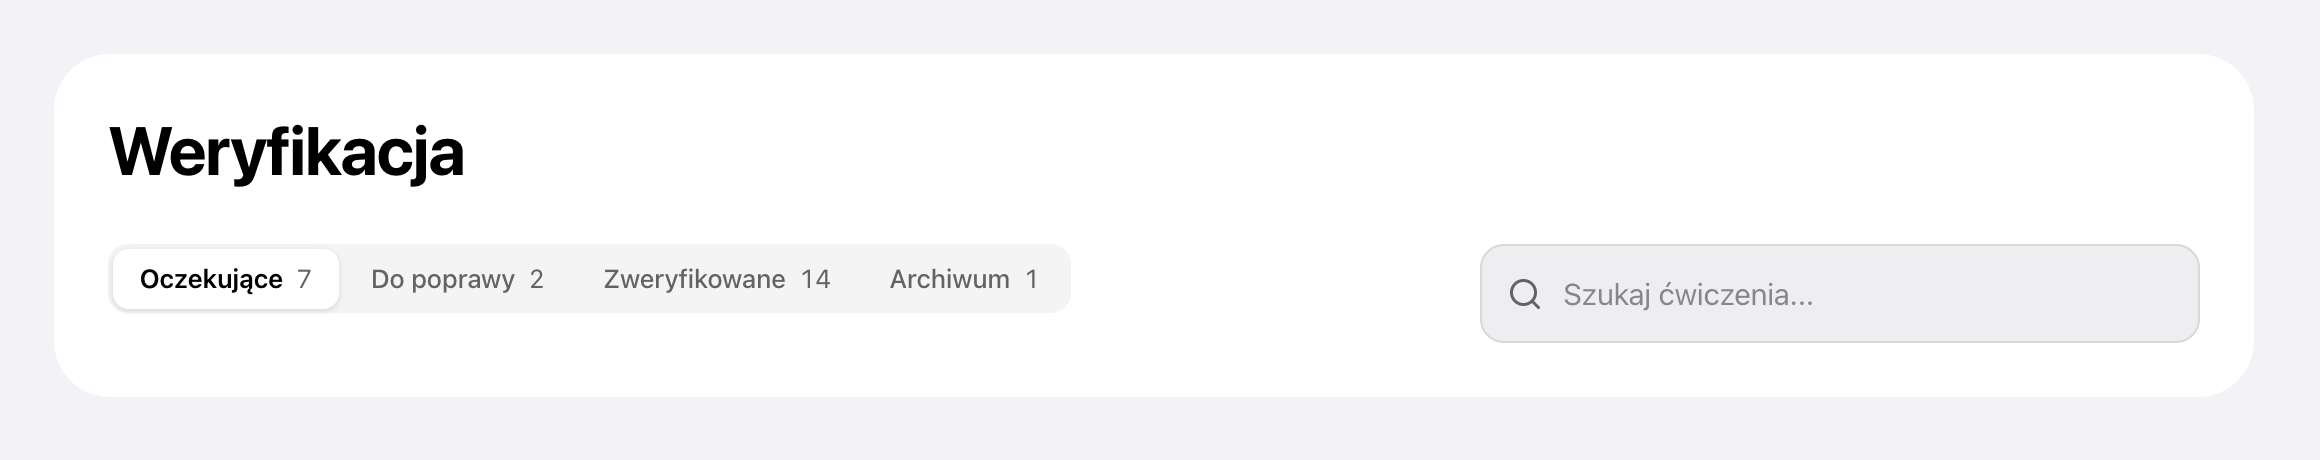 Weryfikacja
Oczekujące 7 Do poprawy 2 Zweryfikowane 14 Archiwum 1
Szukaj ćwiczenia...